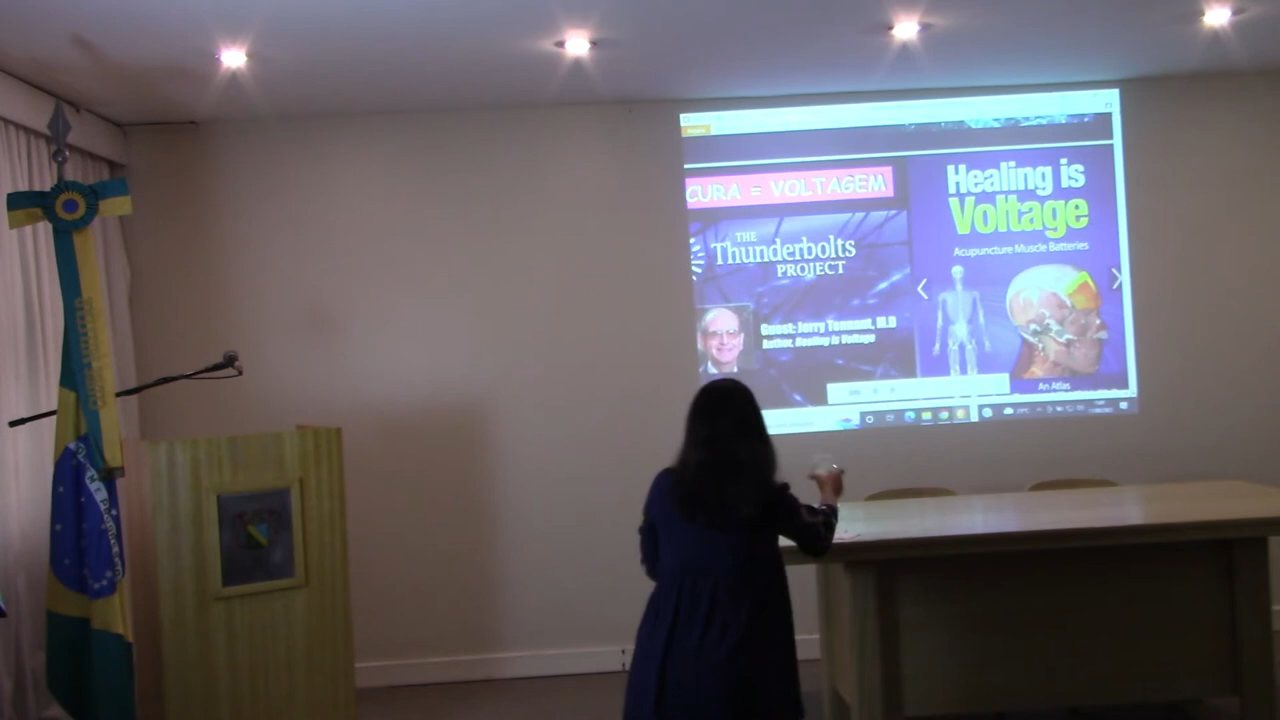 CURA = VOLTAGEM
THE
Thunderbolts
PROJECT
Guest: Jerry Tennant, M.D
Author, Healing is Voltage
Healing is
Voltage
Acupuncture Muscle Batteries
An Atlas